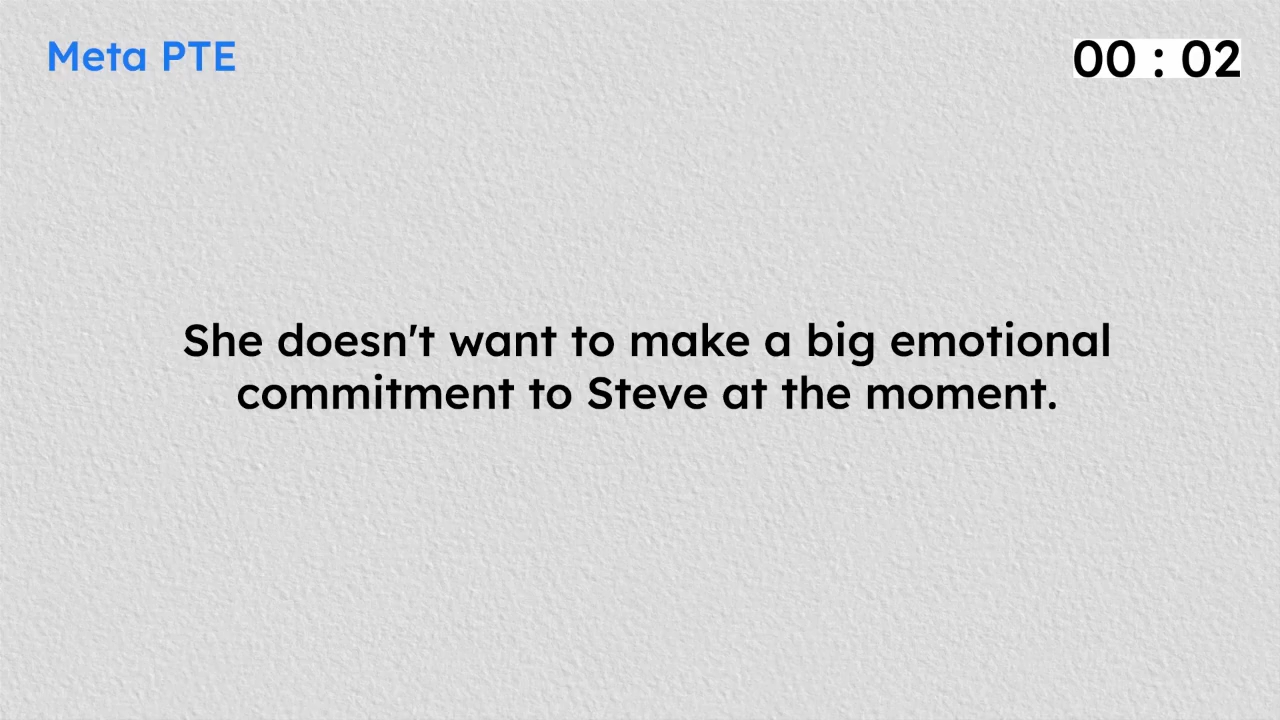 Meta PTE
00 : 02
She doesn't want to make a big emotional
commitment to Steve at the moment.